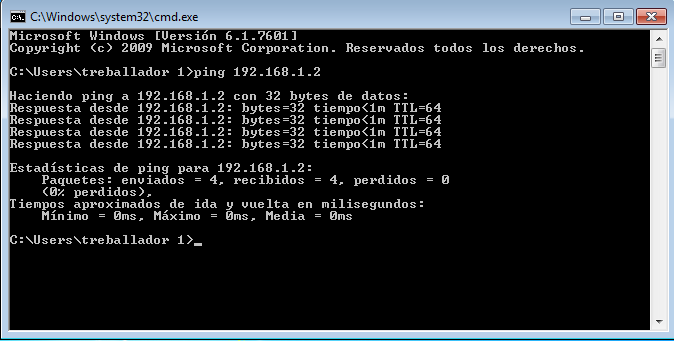 C:\Windows\system32\cmd.exe
Microsoft Windows [Versión 6.1.7601]
Copyright (c) 2009 Microsoft Corporation. Reservados todos los derechos.
C:\Users\treballador 1>ping 192.168.1.2
Haciendo ping a 192.168.1.2 con 32 bytes de datos:
Respuesta desde 192.168.1.2: bytes=32 tiempo<1m TTL=64
Respuesta desde 192.168.1.2: bytes=32 tiempo<1m TTL=64
Respuesta desde 192.168.1.2: bytes=32 tiempo<1m TTL=64
Respuesta desde 192.168.1.2: bytes=32 tiempo<1m TTL=64
Estadísticas de ping para 192.168.1.2:
    Paquetes: enviados = 4, recibidos = 4, perdidos = 0
    (0% perdidos),
Tiempos aproximados de ida y vuelta en milisegundos:
    Mínimo = 0ms, Máximo = 0ms, Media = 0ms
C:\Users\treballador 1>_